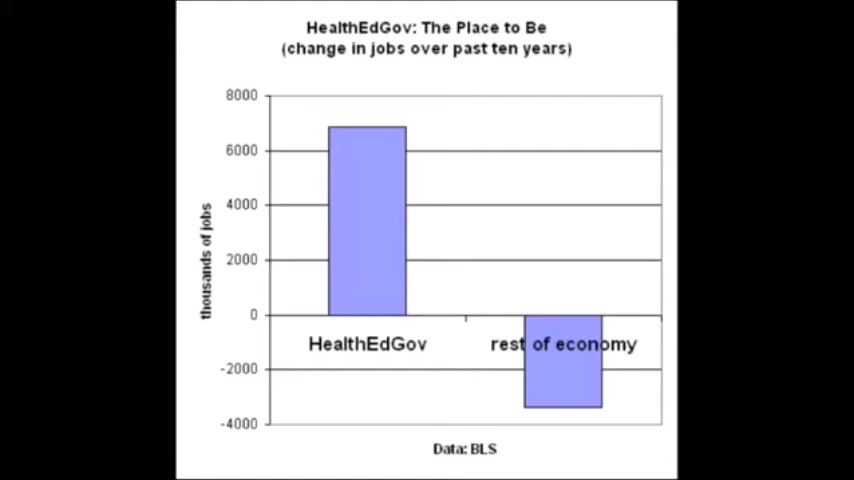 HealthEdGov: The Place to Be
(change in jobs over past ten years)
8000
6000
4000
2000
0
-2000
-4000
thousands of jobs
HealthEdGov
rest of economy
Data: BLS